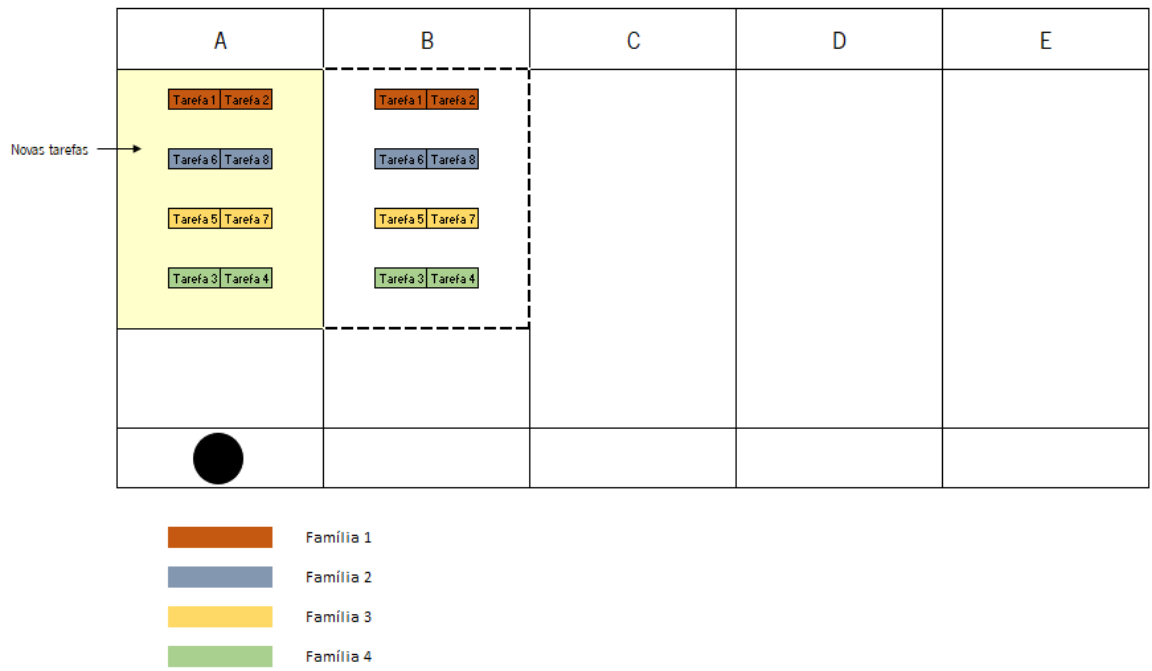 A B C D E
Tarefa 1 Tarefa 2 Tarefa 1 Tarefa 2
Novas tarefas
Tarefa 6 Tarefa 8 Tarefa 6 Tarefa 8
Tarefa 5 Tarefa 7 Tarefa 5 Tarefa 7
Tarefa 3 Tarefa 4 Tarefa 3 Tarefa 4
Família 1
Família 2
Família 3
Família 4